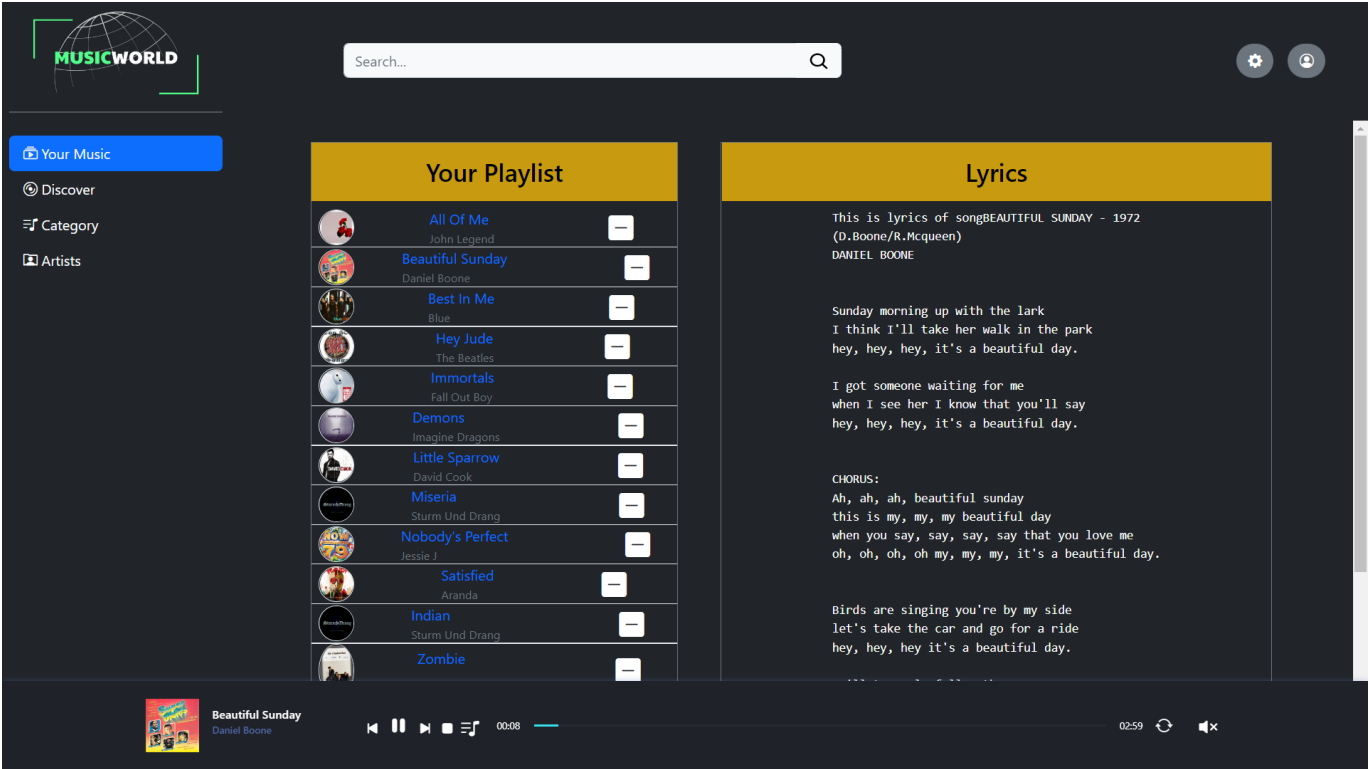 MUSICWORLD
Search...
Your Music
Discover
Category
Artists
Your Playlist
All Of Me
John Legend
Beautiful Sunday
Daniel Boone
Best In Me
Blue
Hey Jude
The Beatles
Immortals
Fall Out Boy
Demons
Imagine Dragons
Little Sparrow
David Cook
Miseria
Sturm Und Drang
Nobody's Perfect
Jessie J
Satisfied
Aranda
Indian
Sturm Und Drang
Zombie
Lyrics
This is lyrics of songBEAUTIFUL SUNDAY - 1972
(D.Boone/R.Mcqueen)
DANIEL BOONE
Sunday morning up with the lark
I think I'll take her walk in the park
hey, hey, hey, it's a beautiful day.
I got someone waiting for me
when I see her I know that you'll say
hey, hey, hey, it's a beautiful day.
CHORUS:
Ah, ah, ah, beautiful sunday
this is my, my, my beautiful day
when you say, say, say, say that you love me
oh, oh, oh, oh my, my, my, it's a beautiful day.
Birds are singing you're by my side
let's take the car and go for a ride
hey, hey, hey it's a beautiful day.
Beautiful Sunday
Daniel Boone
00:08
02:59